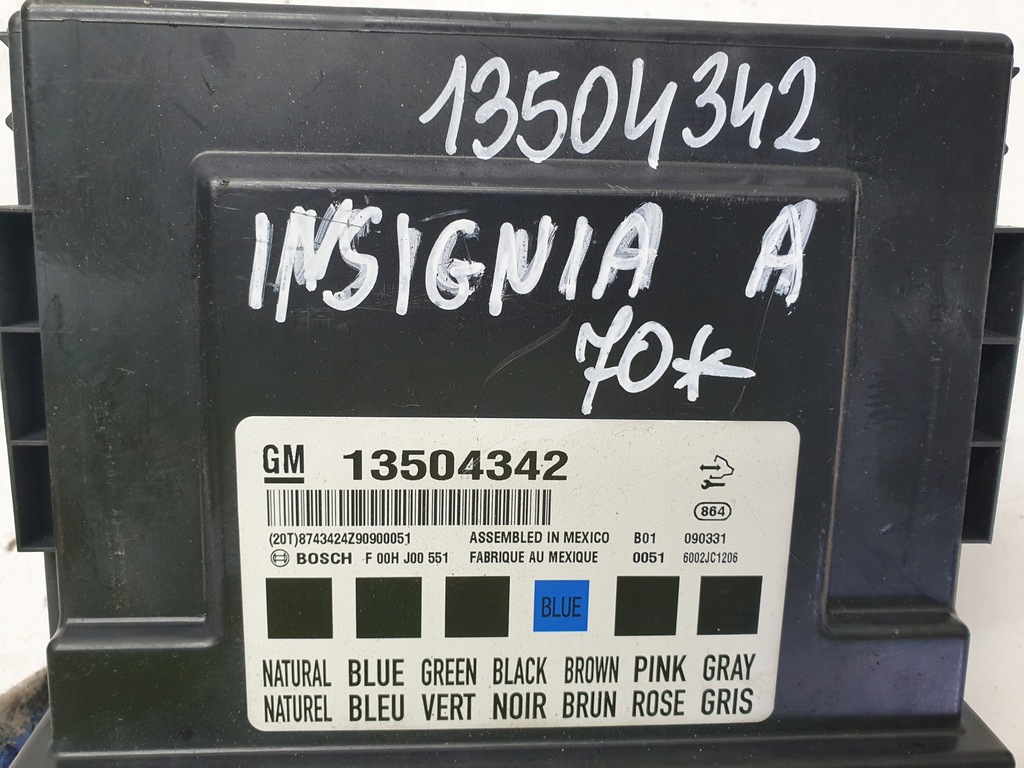 13504342
INSIGNIA A
70*
GM 13504342
864
(20T)8743424Z90900051 ASSEMBLED IN MEXICO B01 090331
BOSCH F 00H J00 551 FABRIQUE AU MEXIQUE 0051 6002JC1206
BLUE
NATURAL BLUE GREEN BLACK BROWN PINK GRAY
NATUREL BLEU VERT NOIR BRUN ROSE GRIS